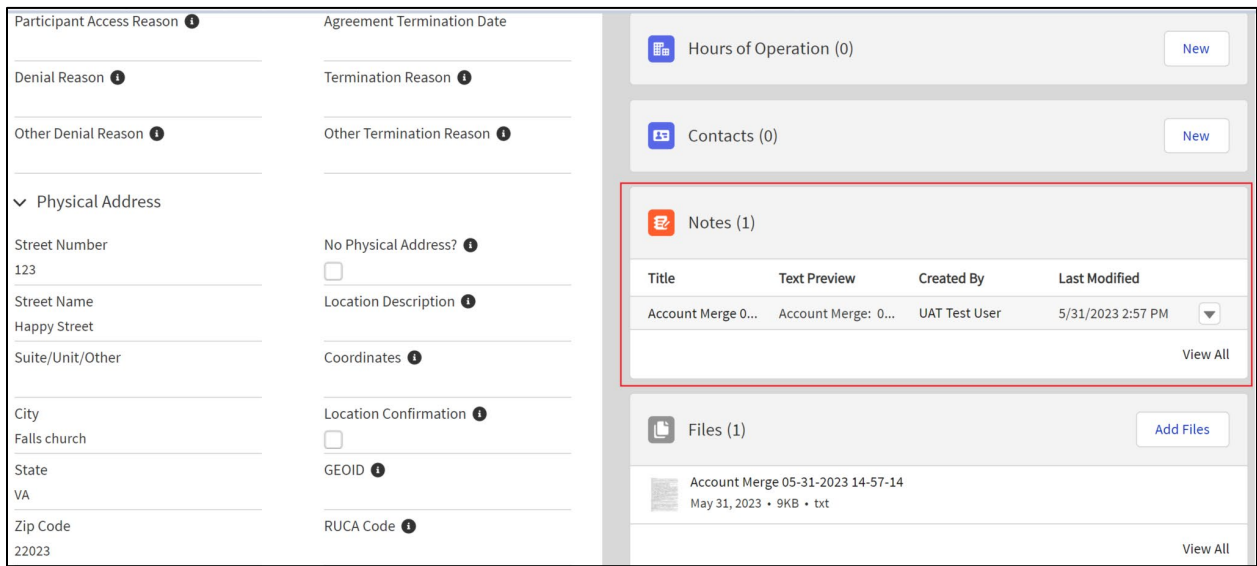 Participant Access Reason
Agreement Termination Date
Denial Reason
Termination Reason
Other Denial Reason
Other Termination Reason
Physical Address
Street Number
123
No Physical Address?
Street Name
Happy Street
Location Description
Suite/Unit/Other
Coordinates
City
Falls church
Location Confirmation
State
VA
GEOID
Zip Code
22023
RUCA Code
Hours of Operation (0)
New
Contacts (0)
New
Notes (1)
Title Text Preview Created By Last Modified
Account Merge 0... Account Merge: 0... UAT Test User 5/31/2023 2:57 PM
View All
Files (1)
Add Files
Account Merge 05-31-2023 14-57-14
May 31, 2023 • 9KB • txt
View All